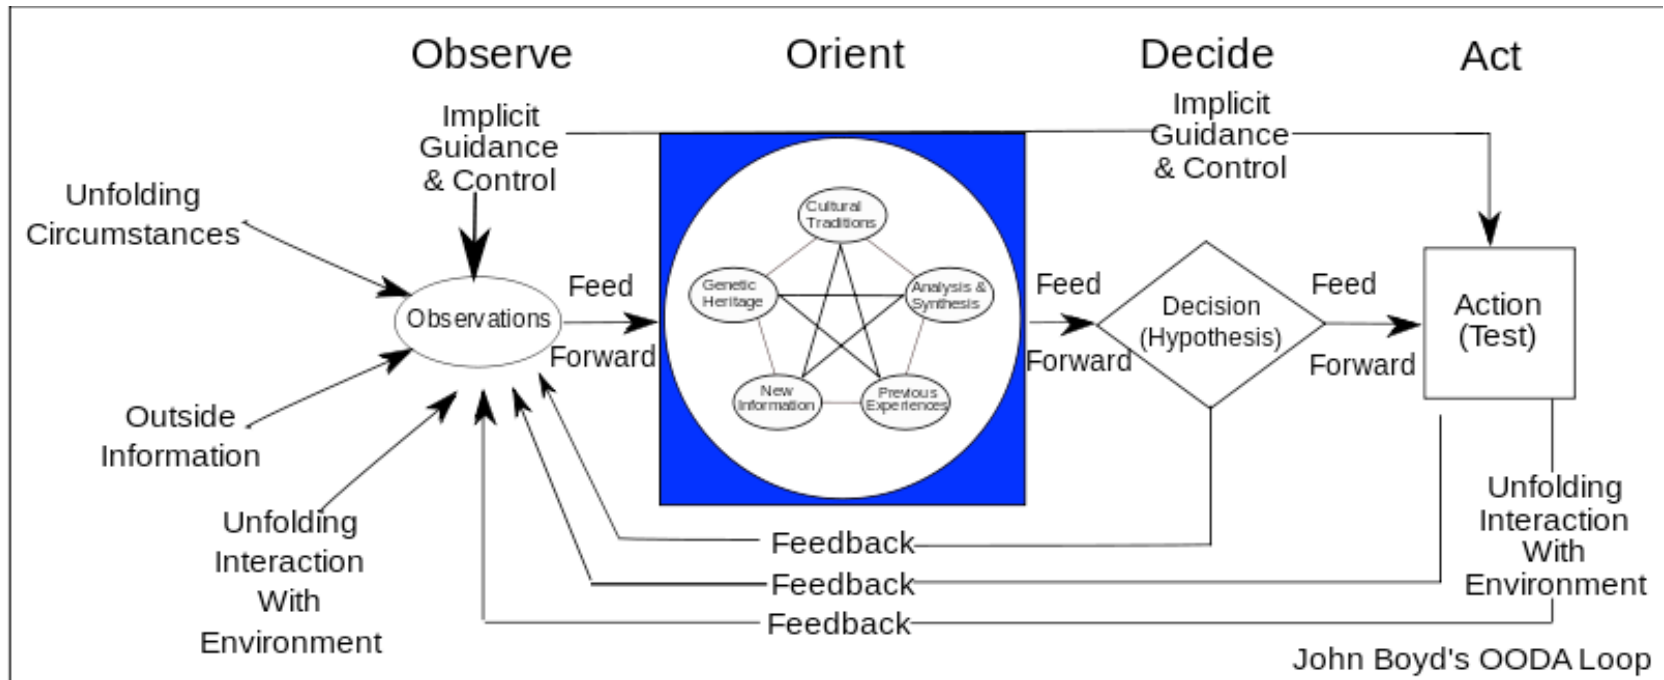 Observe
Orient
Decide
Act
Implicit
Guidance
& Control
Implicit
Guidance
& Control
Unfolding
Circumstances
Observations
Outside
Information
Unfolding
Interaction
With
Environment
Feed
Forward
Cultural
Traditions
Genetic
Heritage
Analysis &
Synthesis
New
Information
Previous
Experiences
Feed
Forward
Decision
(Hypothesis)
Feed
Forward
Action
(Test)
Unfolding
Interaction
With
Environment
Feedback
Feedback
Feedback
John Boyd's OODA Loop